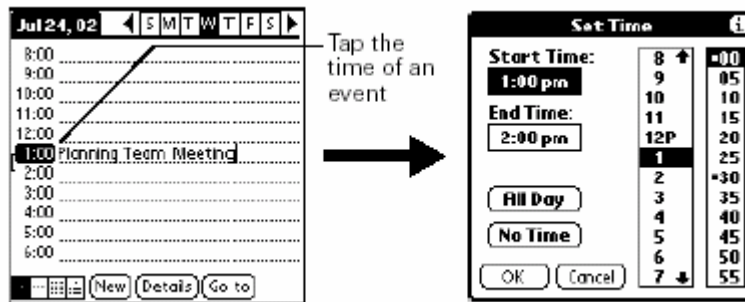 Jul 24, 02 S M T W T F S
8:00
9:00
10:00
11:00
12:00
1:00 Planning Team Meeting
2:00
3:00
4:00
5:00
6:00
New Details Go to
Tap the
time of an
event
Set Time i
Start Time:
1:00 pm
End Time:
2:00 pm
All Day
No Time
OK Cancel
8
9
10
11
12P
1
2
3
4
5
6
7
00
05
10
15
20
25
30
35
40
45
50
55